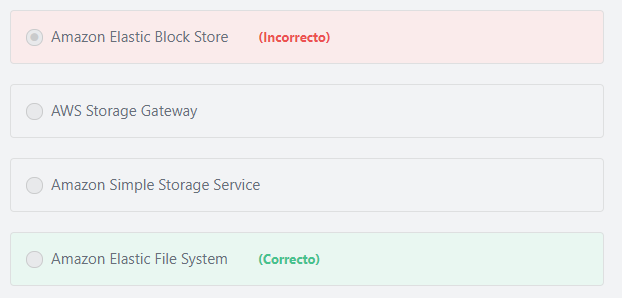 Amazon Elastic Block Store (Incorrecto)
AWS Storage Gateway
Amazon Simple Storage Service
Amazon Elastic File System (Correcto)